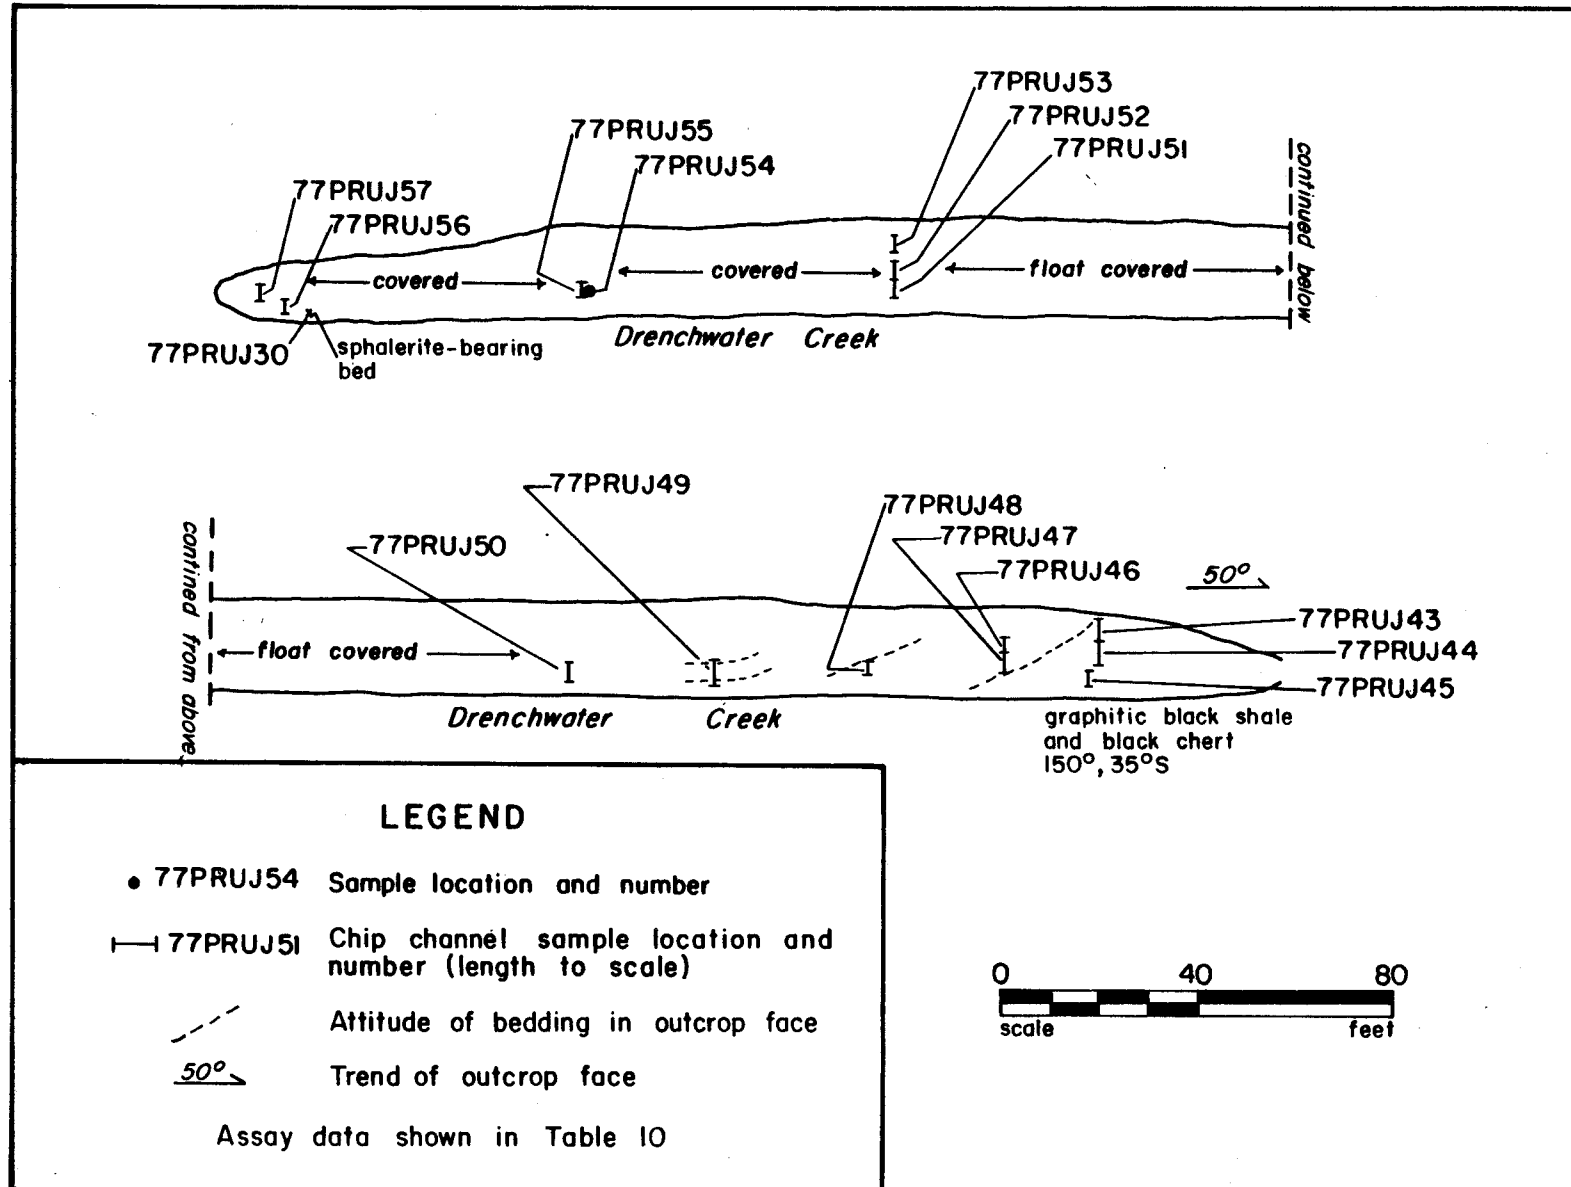 77PRUJ53
77PRUJ52
77PRUJ51
77PRUJ55
77PRUJ54
77PRUJ57
77PRUJ56
covered
covered
float covered
continued below
77PRUJ30
sphalerite-bearing
bed
Drenchwater Creek
77PRUJ49
77PRUJ48
77PRUJ47
77PRUJ46
77PRUJ50
50°
77PRUJ43
77PRUJ44
77PRUJ45
contined from above
float covered
Drenchwater Creek
graphitic black shale
and black chert
150°, 35°S
LEGEND
77PRUJ54 Sample location and number
77PRUJ51 Chip channel sample location and
number (length to scale)
Attitude of bedding in outcrop face
50° Trend of outcrop face
Assay data shown in Table 10
0 40 80
scale feet